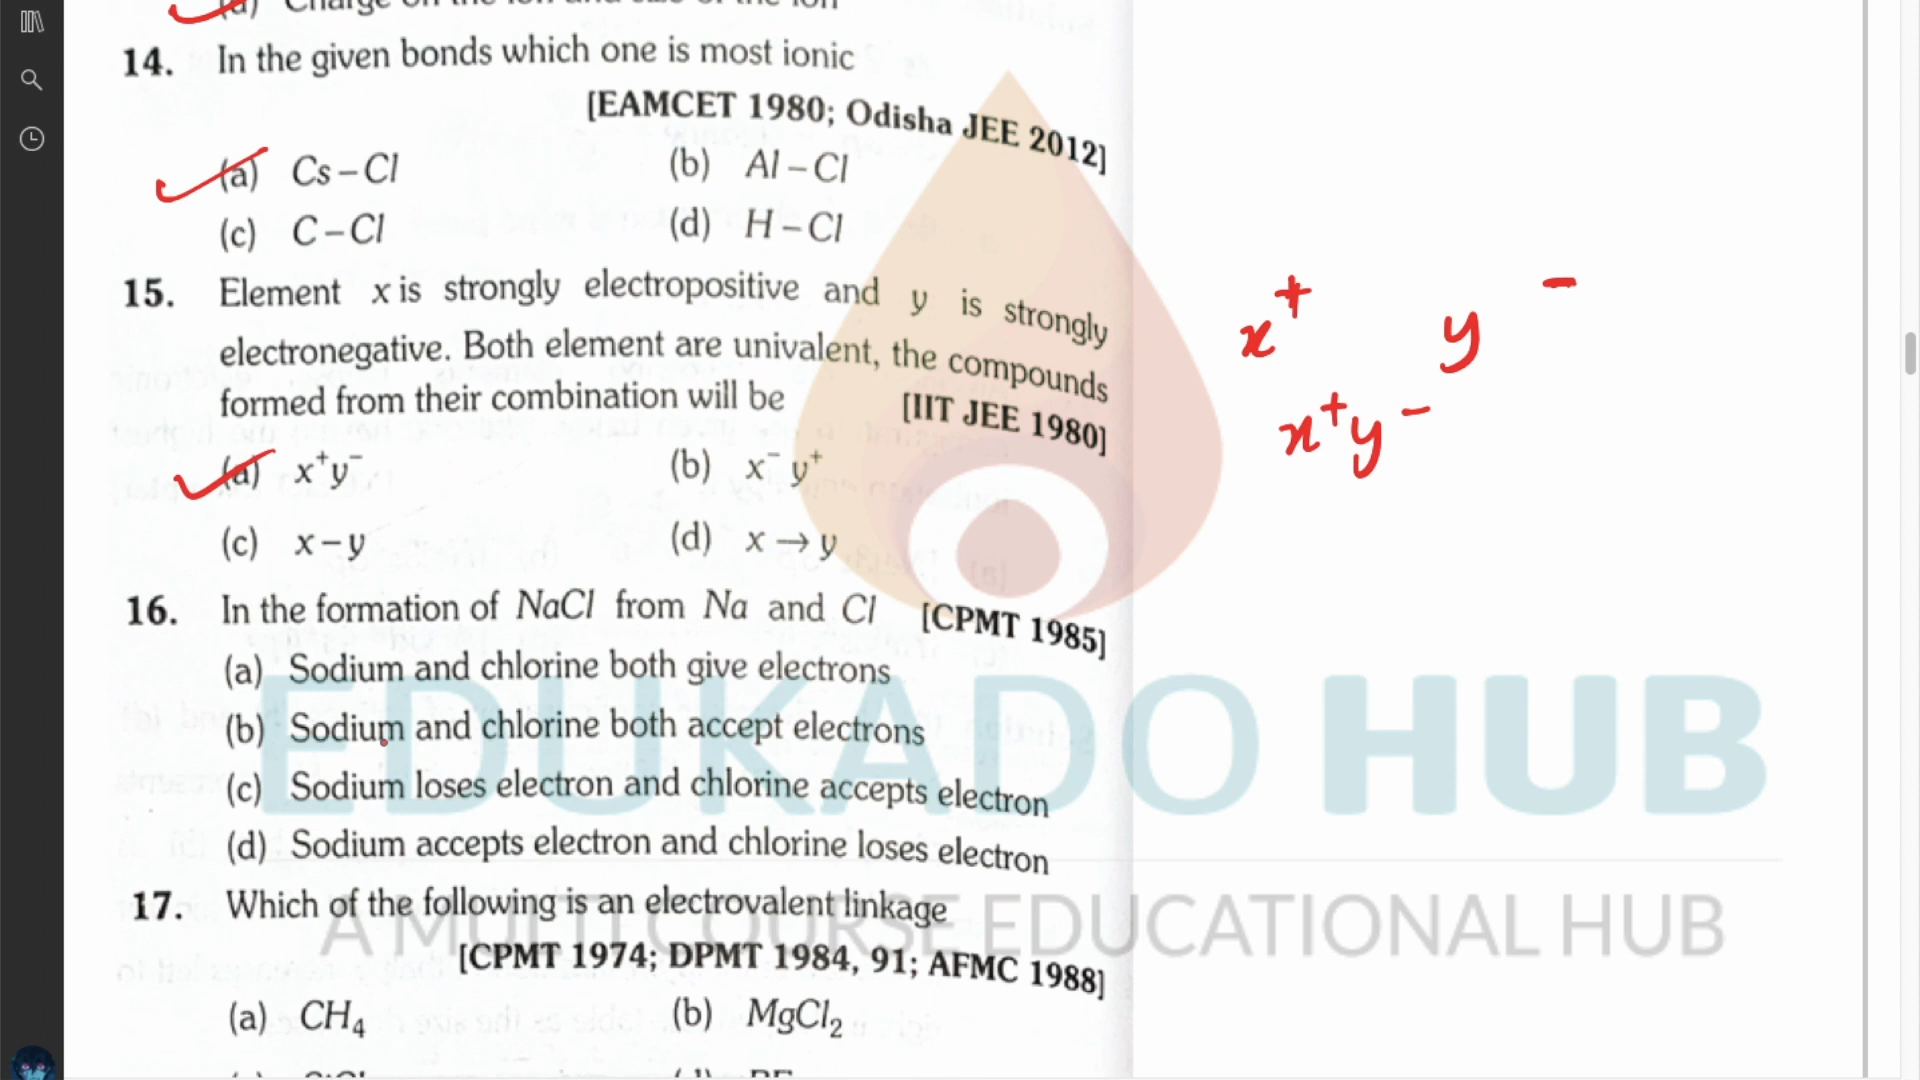 14. In the given bonds which one is most ionic
[EAMCET 1980; Odisha JEE 2012]
(a) Cs – Cl (b) Al – Cl
(c) C – Cl (d) H – Cl
15. Element x is strongly electropositive and y is strongly
electronegative. Both element are univalent, the compounds
formed from their combination will be [IIT JEE 1980]
(a) x⁺y⁻ (b) x⁻ y⁺
(c) x – y (d) x → y
x⁺ y ⁻
x⁺y⁻
16. In the formation of NaCl from Na and Cl [CPMT 1985]
(a) Sodium and chlorine both give electrons
(b) Sodium and chlorine both accept electrons
(c) Sodium loses electron and chlorine accepts electron
(d) Sodium accepts electron and chlorine loses electron
EDUKADO HUB
17. Which of the following is an electrovalent linkage
A MULTI COURSE EDUCATIONAL HUB
[CPMT 1974; DPMT 1984, 91; AFMC 1988]
(a) CH₄ (b) MgCl₂